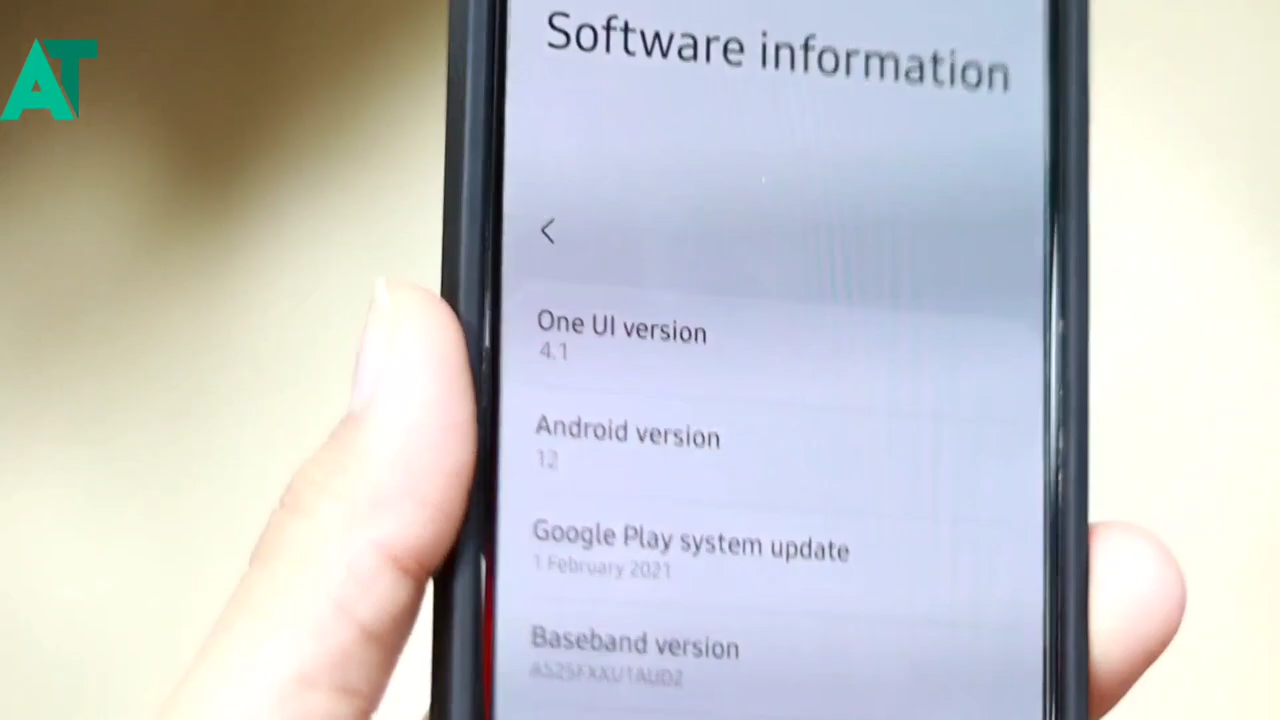 AT
Software information
One UI version
4.1
Android version
12
Google Play system update
1 February 2021
Baseband version
A525FXXU1AUD2